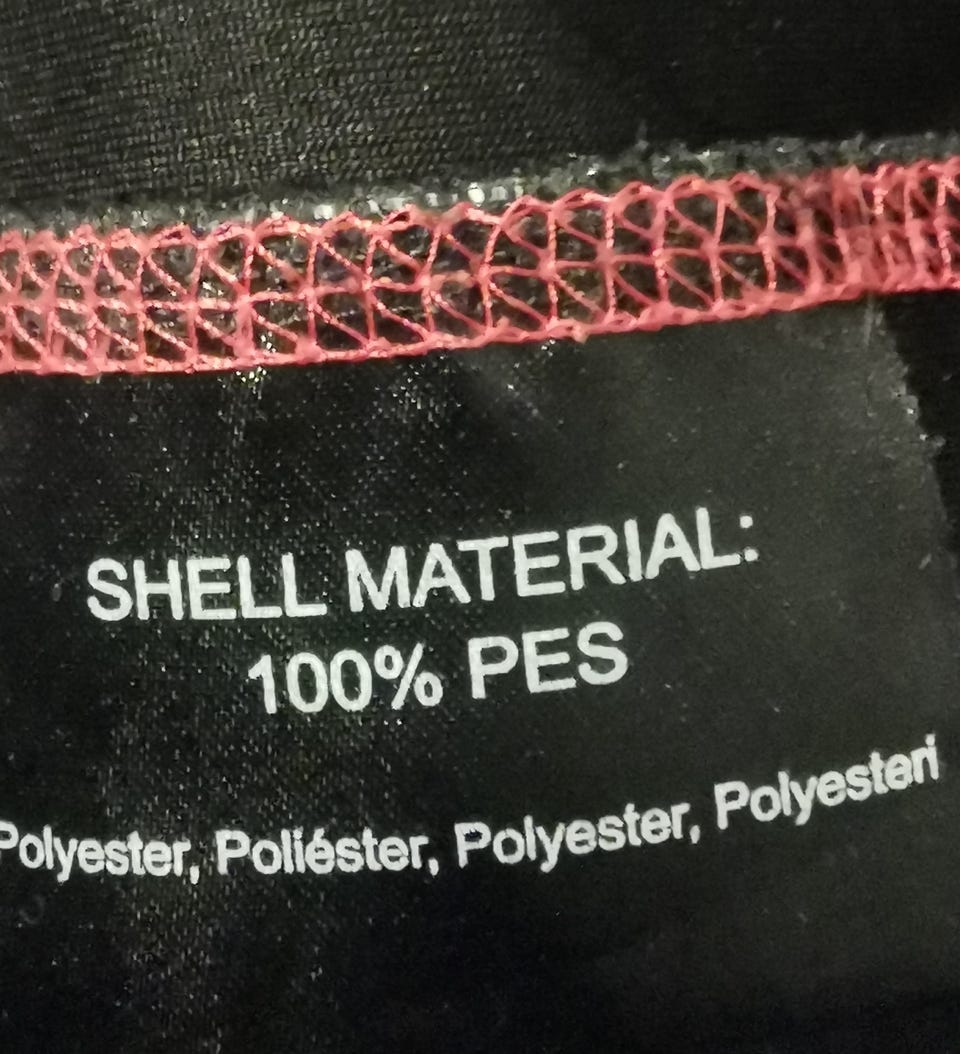 SHELL MATERIAL:
100% PES
Polyester, Poliéster, Polyester, Polyesteri